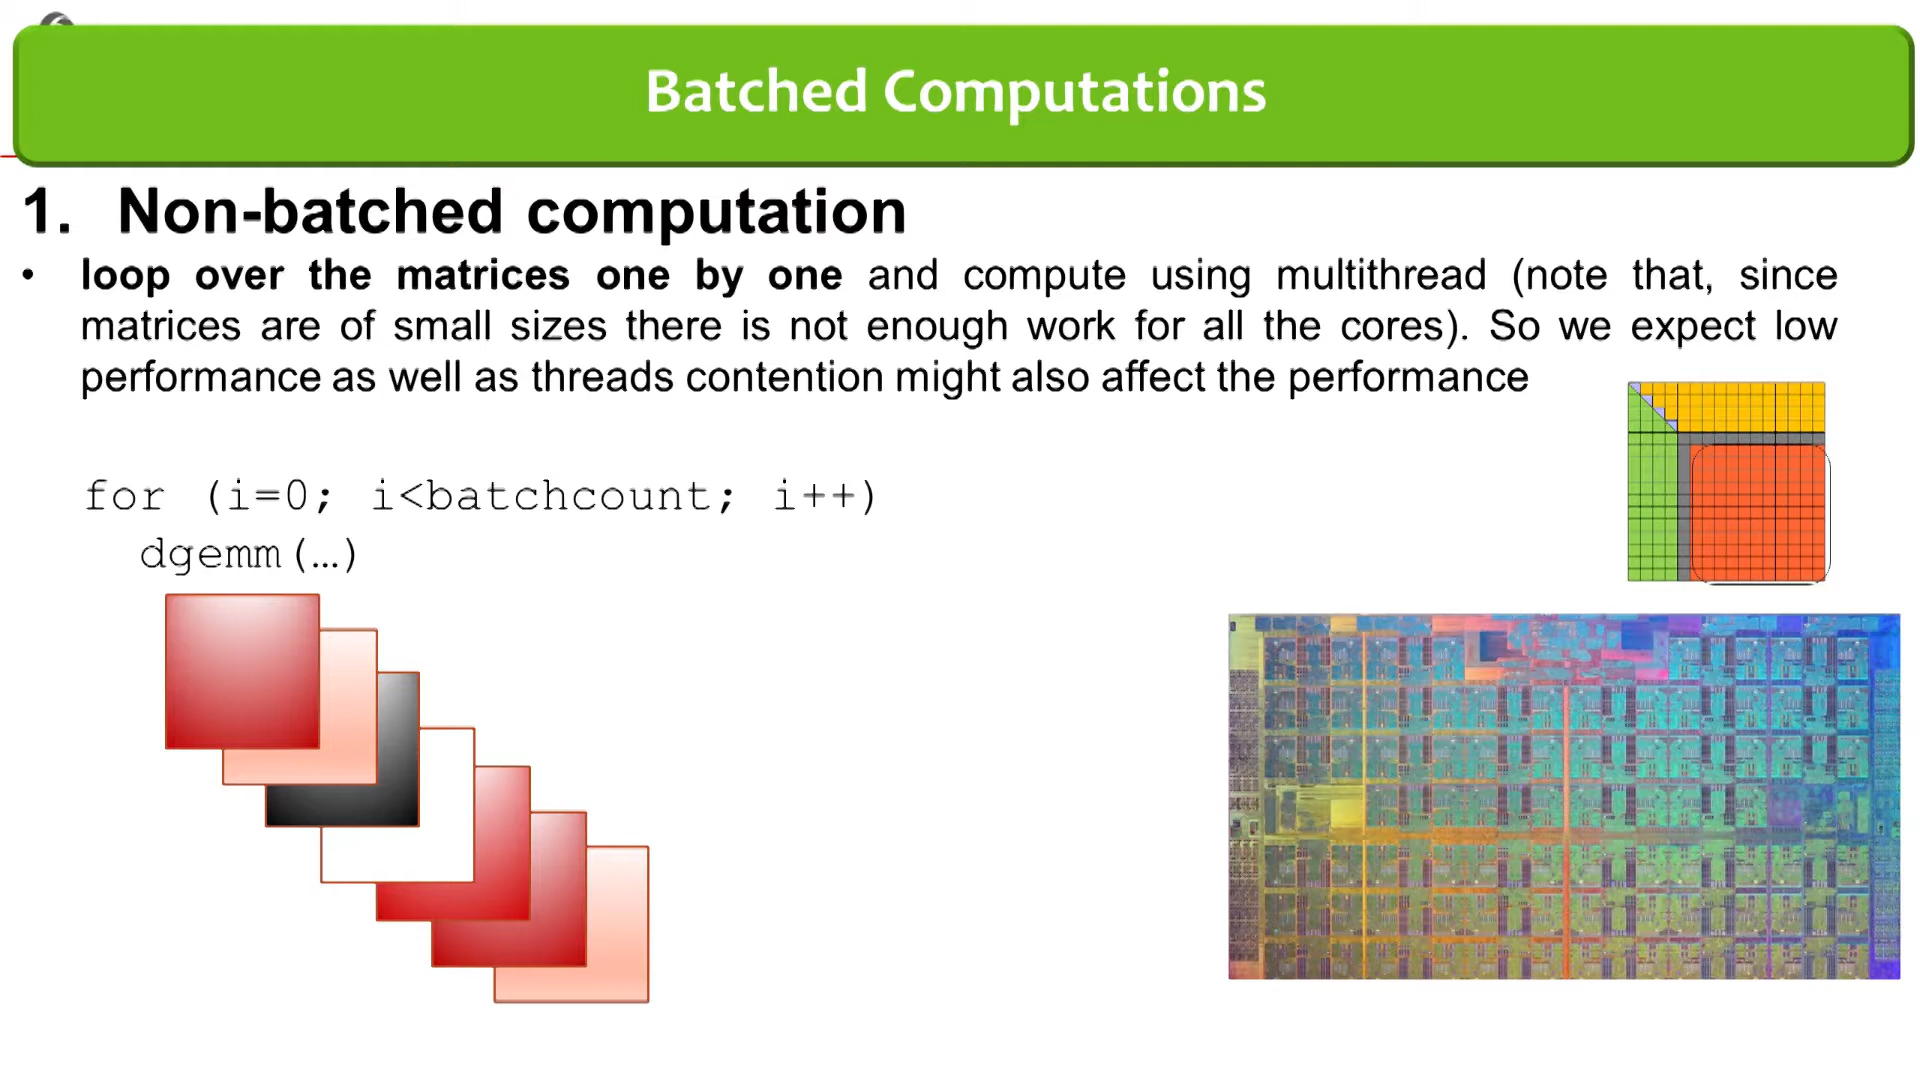 Batched Computations
1. Non-batched computation
• loop over the matrices one by one and compute using multithread (note that, since
matrices are of small sizes there is not enough work for all the cores). So we expect low
performance as well as threads contention might also affect the performance
for (i=0; i<batchcount; i++)
dgemm(…)